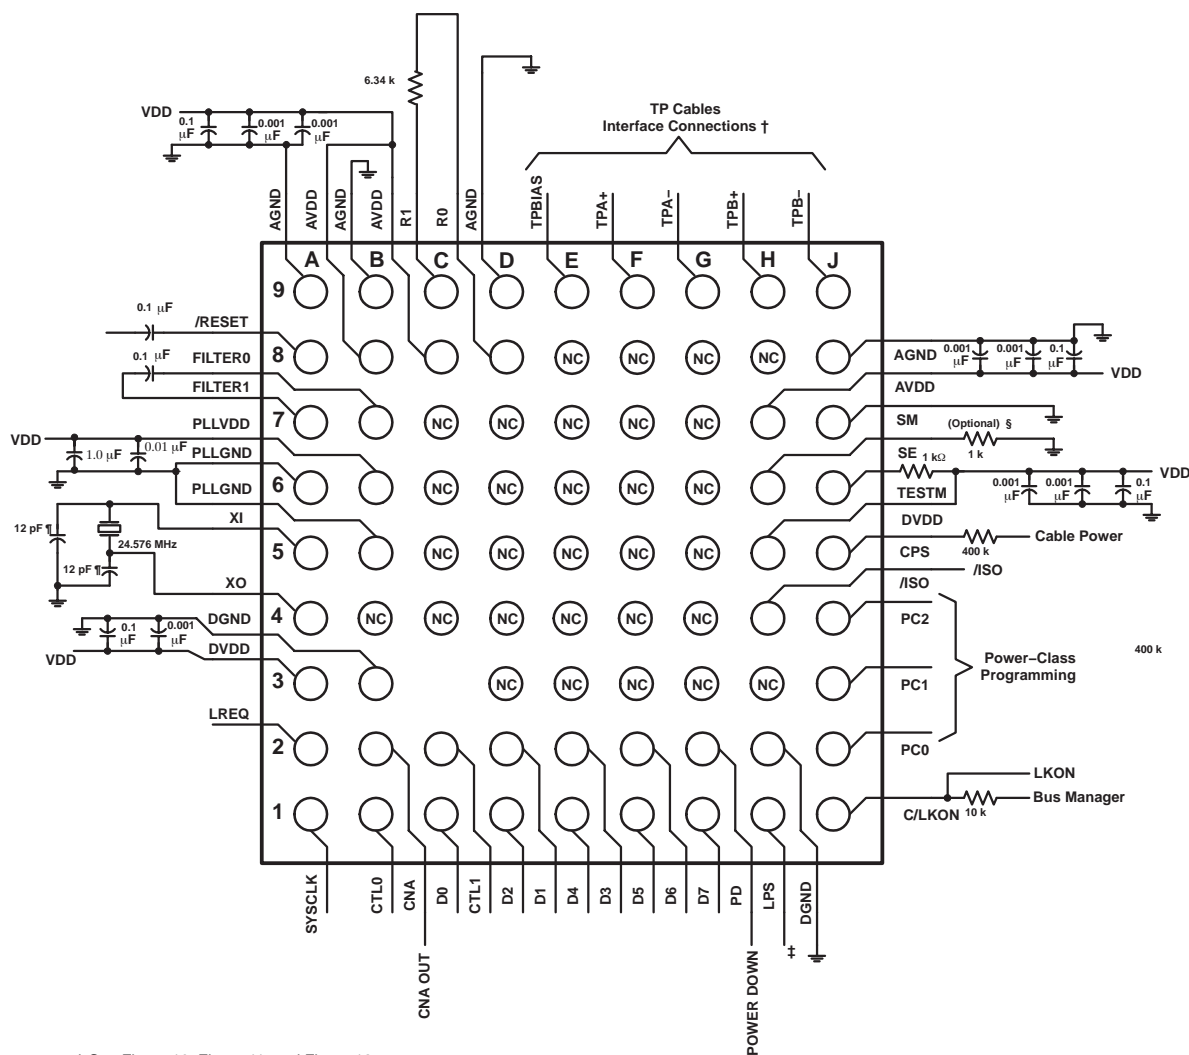 6.34 k
TP Cables
Interface Connections †
VDD
0.1
µF
0.001
µF
0.001
µF
AGND
AVDD
AGND
AVDD
R1
R0
AGND
TPBIAS
TPA+
TPA−
TPB+
TPB−
A B C D E F G H J
9
0.1 µF
/RESET
8
NC NC NC NC
AGND
0.001
µF
0.001
µF
0.1
µF
VDD
0.1 µF
FILTER0
FILTER1
AVDD
7
NC NC NC NC
SM
PLLVDD
VDD
1.0 µF
0.01 µF
(Optional) §
1 k
SE
1 kΩ
PLLGND
6
NC NC NC NC
TESTM
VDD
0.001
µF
0.001
µF
0.1
µF
PLLGND
XI
DVDD
12 pF ¶
24.576 MHz
5
NC NC NC NC
CPS
400 k
Cable Power
12 pF ¶
XO
/ISO
/ISO
4
NC NC NC NC NC NC
PC2
DGND
0.1
µF
0.001
µF
VDD
DVDD
3
NC NC NC NC NC
PC1
Power−Class
Programming
400 k
LREQ
2
PC0
1
LKON
Bus Manager
C/LKON
10 k
SYSCLK
CTL0
CNA
D0
CTL1
D2
D1
D4
D3
D5
D6
D7
PD
LPS
DGND
CNA OUT
POWER DOWN
‡